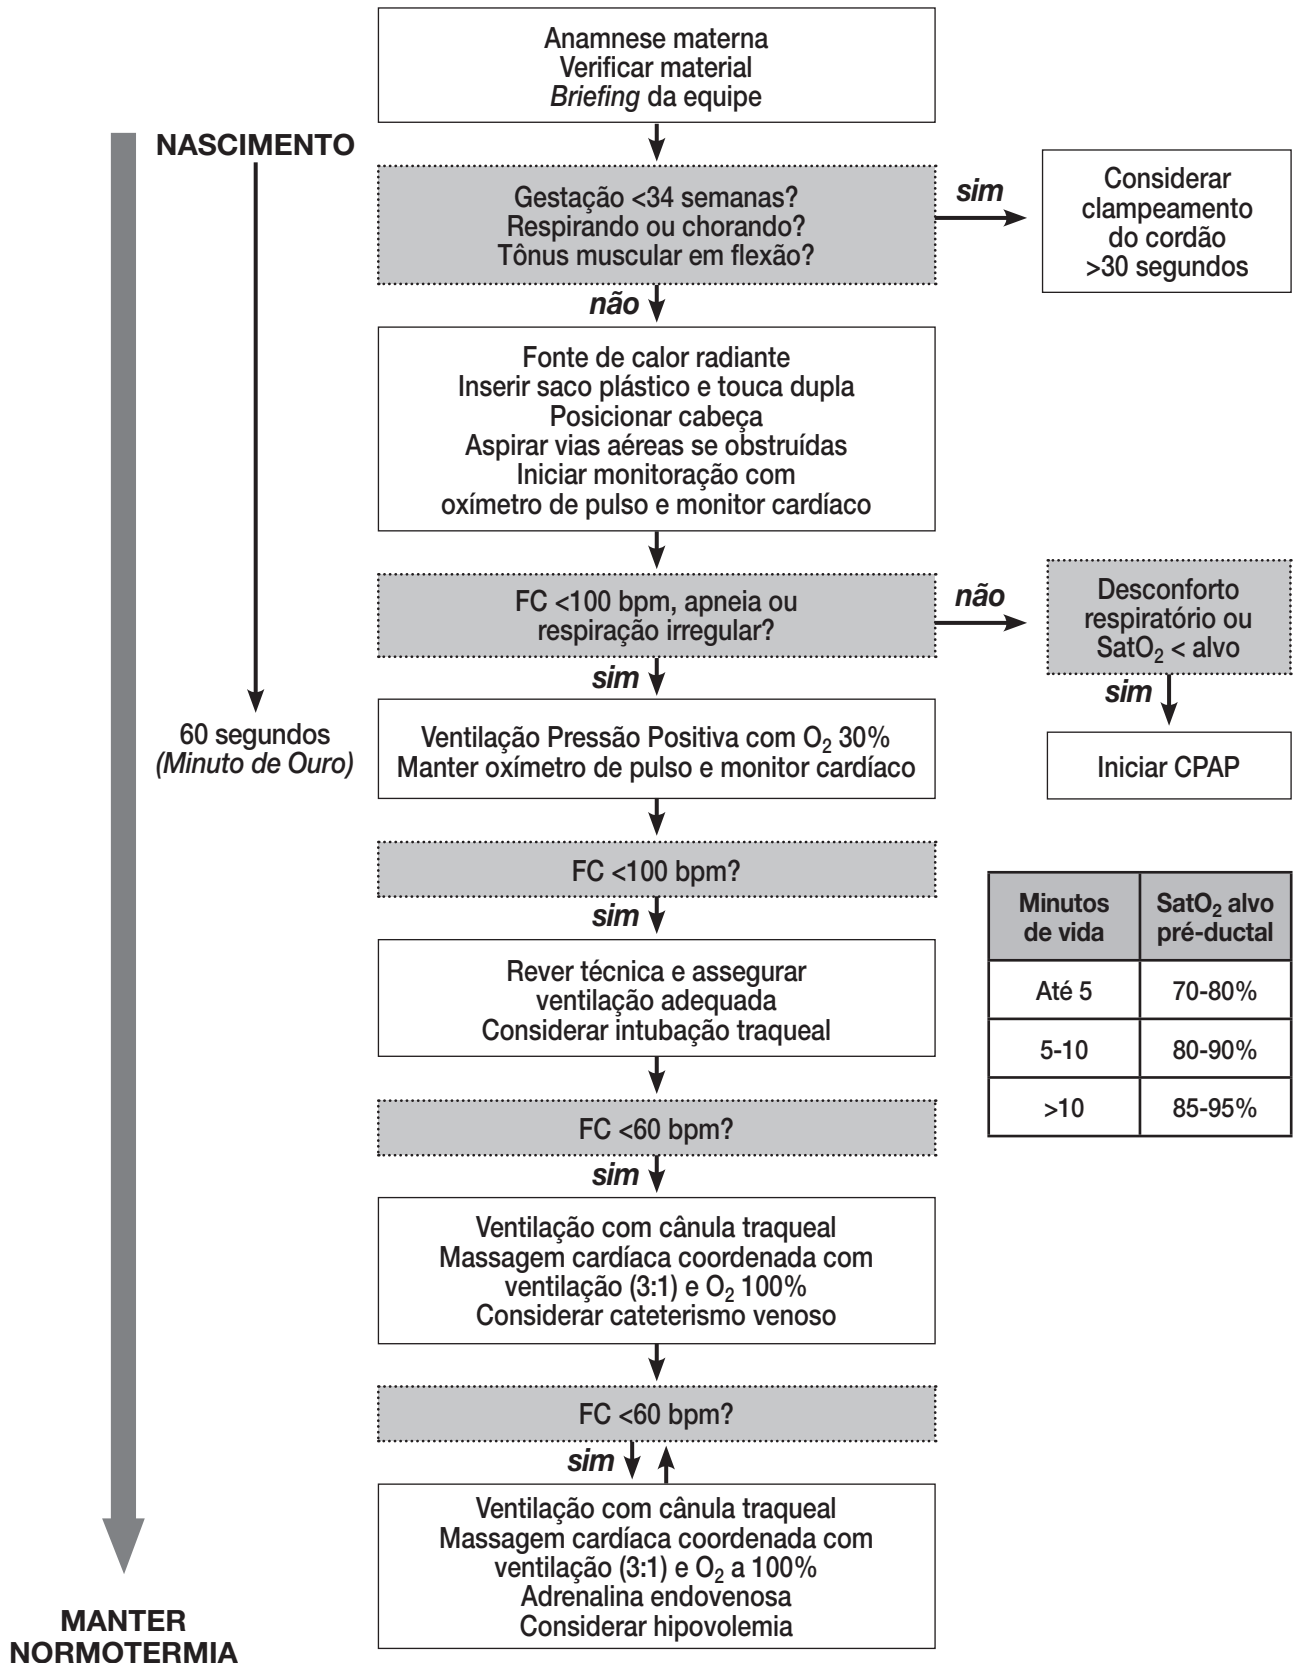 Anamnese materna
Verificar material
Briefing da equipe
NASCIMENTO
Gestação <34 semanas?
Respirando ou chorando?
Tônus muscular em flexão?
sim
Considerar
clampeamento
do cordão
>30 segundos
não
Fonte de calor radiante
Inserir saco plástico e touca dupla
Posicionar cabeça
Aspirar vias aéreas se obstruídas
Iniciar monitoração com
oxímetro de pulso e monitor cardíaco
FC <100 bpm, apneia ou
respiração irregular?
não
Desconforto
respiratório ou
SatO₂ < alvo
sim
sim
60 segundos
(Minuto de Ouro)
Ventilação Pressão Positiva com O₂ 30%
Manter oxímetro de pulso e monitor cardíaco
Iniciar CPAP
FC <100 bpm?
sim
Rever técnica e assegurar
ventilação adequada
Considerar intubação traqueal
Minutos de vida SatO₂ alvo pré-ductal
Até 5 70-80%
5-10 80-90%
>10 85-95%
FC <60 bpm?
sim
Ventilação com cânula traqueal
Massagem cardíaca coordenada com
ventilação (3:1) e O₂ 100%
Considerar cateterismo venoso
FC <60 bpm?
sim
Ventilação com cânula traqueal
Massagem cardíaca coordenada com
ventilação (3:1) e O₂ a 100%
Adrenalina endovenosa
Considerar hipovolemia
MANTER
NORMOTERMIA